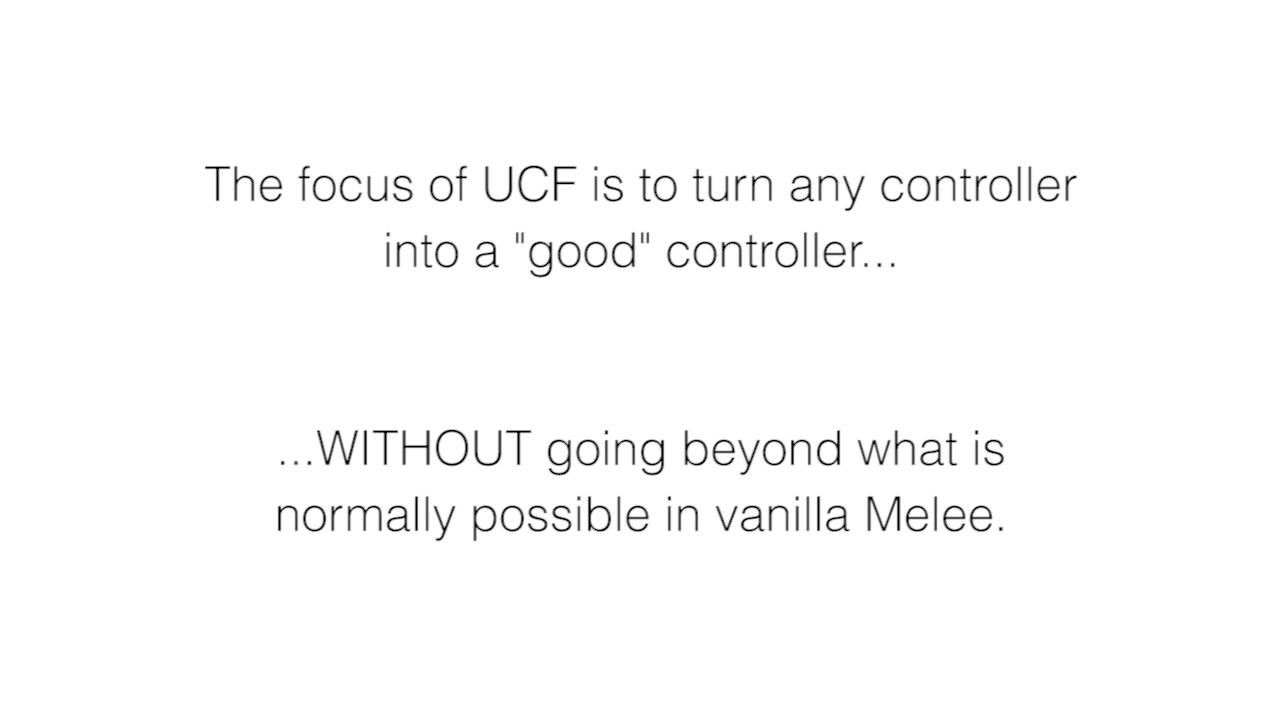 The focus of UCF is to turn any controller
into a "good" controller...
...WITHOUT going beyond what is
normally possible in vanilla Melee.